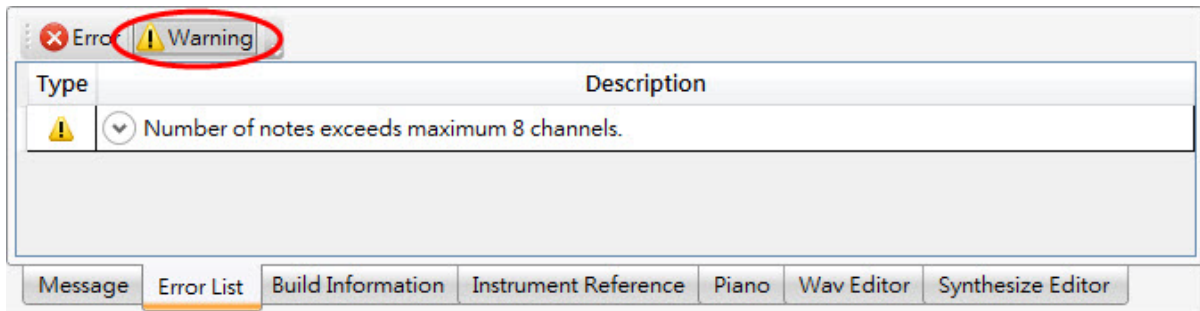 Error Warning
Type Description
Number of notes exceeds maximum 8 channels.
Message Error List Build Information Instrument Reference Piano Wav Editor Synthesize Editor